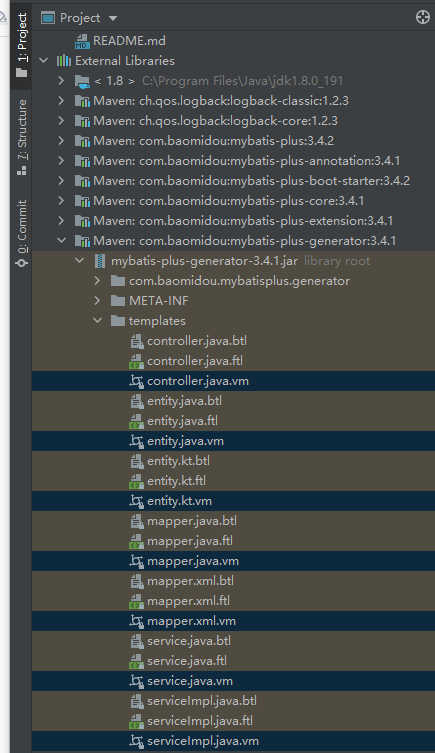 1: Project
7: Structure
0: Commit
Project
README.md
External Libraries
< 1.8 > C:\Program Files\Java\jdk1.8.0_191
Maven: ch.qos.logback:logback-classic:1.2.3
Maven: ch.qos.logback:logback-core:1.2.3
Maven: com.baomidou:mybatis-plus:3.4.2
Maven: com.baomidou:mybatis-plus-annotation:3.4.1
Maven: com.baomidou:mybatis-plus-boot-starter:3.4.2
Maven: com.baomidou:mybatis-plus-core:3.4.1
Maven: com.baomidou:mybatis-plus-extension:3.4.1
Maven: com.baomidou:mybatis-plus-generator:3.4.1
mybatis-plus-generator-3.4.1.jar library root
com.baomidou.mybatisplus.generator
META-INF
templates
controller.java.btl
controller.java.ftl
controller.java.vm
entity.java.btl
entity.java.ftl
entity.java.vm
entity.kt.btl
entity.kt.ftl
entity.kt.vm
mapper.java.btl
mapper.java.ftl
mapper.java.vm
mapper.xml.btl
mapper.xml.ftl
mapper.xml.vm
service.java.btl
service.java.ftl
service.java.vm
serviceImpl.java.btl
serviceImpl.java.ftl
serviceImpl.java.vm